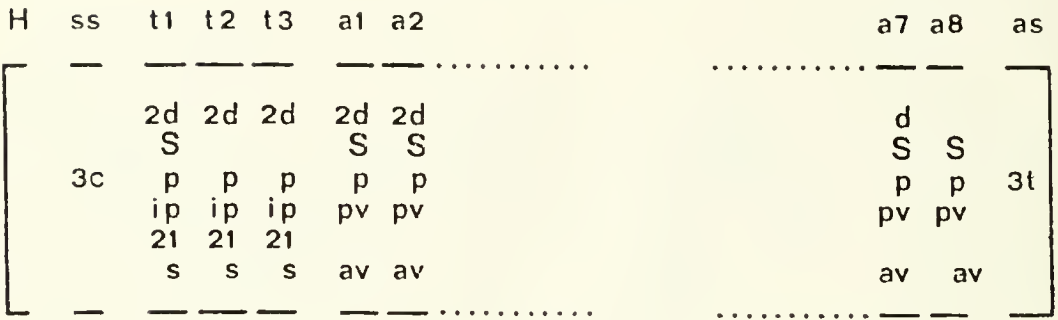 H ss t1 t2 t3 a1 a2 a7 a8 as
2d 2d 2d 2d 2d d
S S S S S
3c p p p p p p p 3t
ip ip ip pv pv pv pv
21 21 21
s s s av av av av